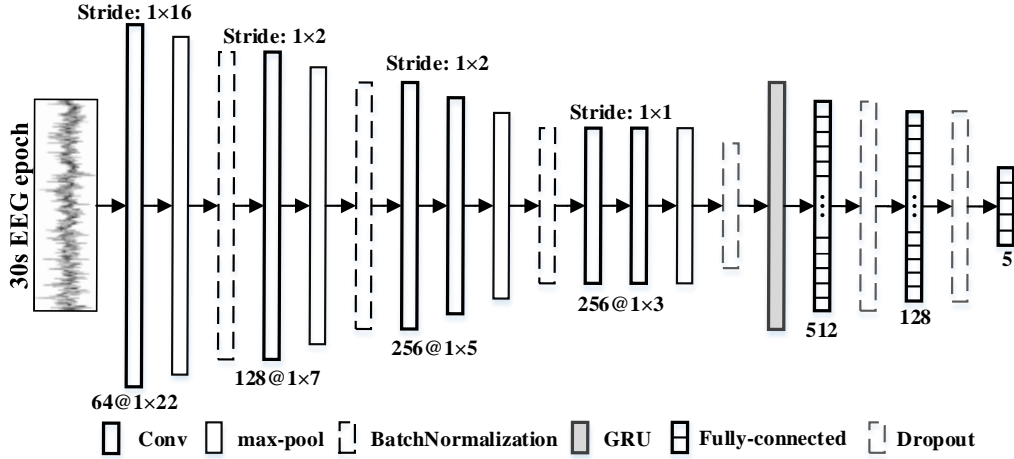 Stride: 1×16
Stride: 1×2
Stride: 1×2
Stride: 1×1
30s EEG epoch
64@1×22
128@1×7
256@1×5
256@1×3
512
128
5
Conv
max-pool
BatchNormalization
GRU
Fully-connected
Dropout